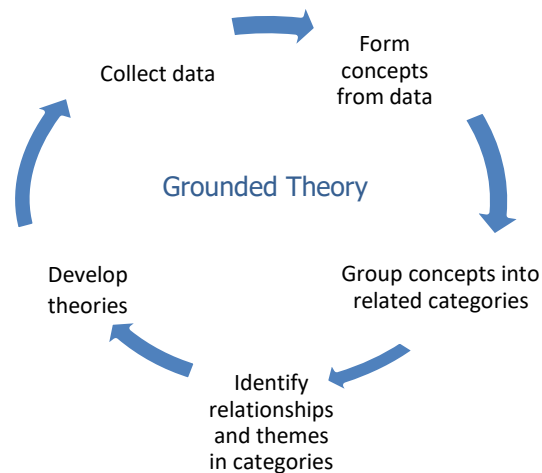 Collect data
Form
concepts
from data
Grounded Theory
Group concepts into
related categories
Identify
relationships
and themes
in categories
Develop
theories